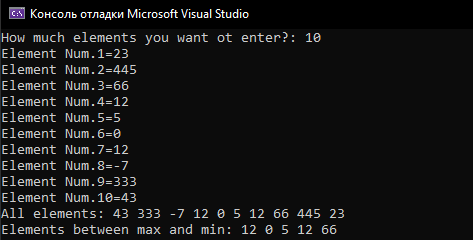 Консоль отладки Microsoft Visual Studio
How much elements you want ot enter?: 10
Element Num.1=23
Element Num.2=445
Element Num.3=66
Element Num.4=12
Element Num.5=5
Element Num.6=0
Element Num.7=12
Element Num.8=-7
Element Num.9=333
Element Num.10=43
All elements: 43 333 -7 12 0 5 12 66 445 23
Elements between max and min: 12 0 5 12 66